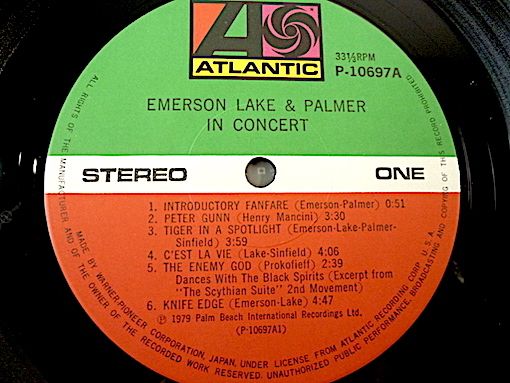 ATLANTIC
33 1/3 RPM
P-10697A
EMERSON LAKE & PALMER
IN CONCERT
STEREO
ONE
1. INTRODUCTORY FANFARE (Emerson-Palmer) 0:51
2. PETER GUNN (Henry Mancini) 3:30
3. TIGER IN A SPOTLIGHT (Emerson-Lake-Palmer-
Sinfield) 3:59
4. C'EST LA VIE (Lake-Sinfield) 4:06
5. THE ENEMY GOD (Prokofieff) 2:39
Dances With The Black Spirits (Excerpt from
"The Scythian Suite" 2nd Movement)
6. KNIFE EDGE (Emerson-Lake) 4:47
Ⓟ 1979 Palm Beach International Recordings Ltd.
(P-10697A1)
MADE BY WARNER-PIONEER CORPORATION, JAPAN, UNDER LICENSE FROM ATLANTIC RECORDING CORP., U.S.A.
ALL RIGHTS OF THE MANUFACTURER AND OF THE OWNER OF THE RECORDED WORK RESERVED. UNAUTHORIZED PUBLIC PERFORMANCE, BROADCASTING AND COPYING OF THIS RECORD PROHIBITED.